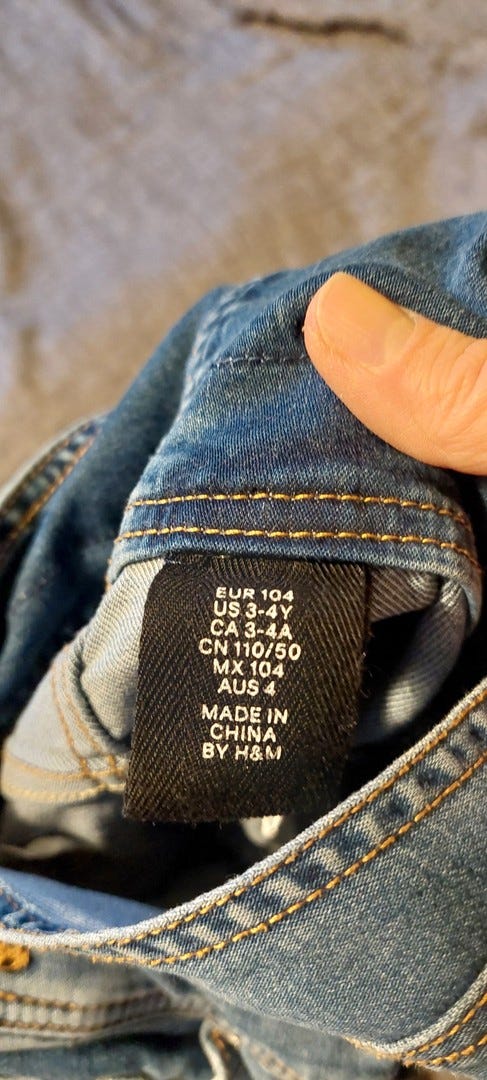 EUR 104
US 3-4Y
CA 3-4A
CN 110/50
MX 104
AUS 4
MADE IN
CHINA
BY H&M